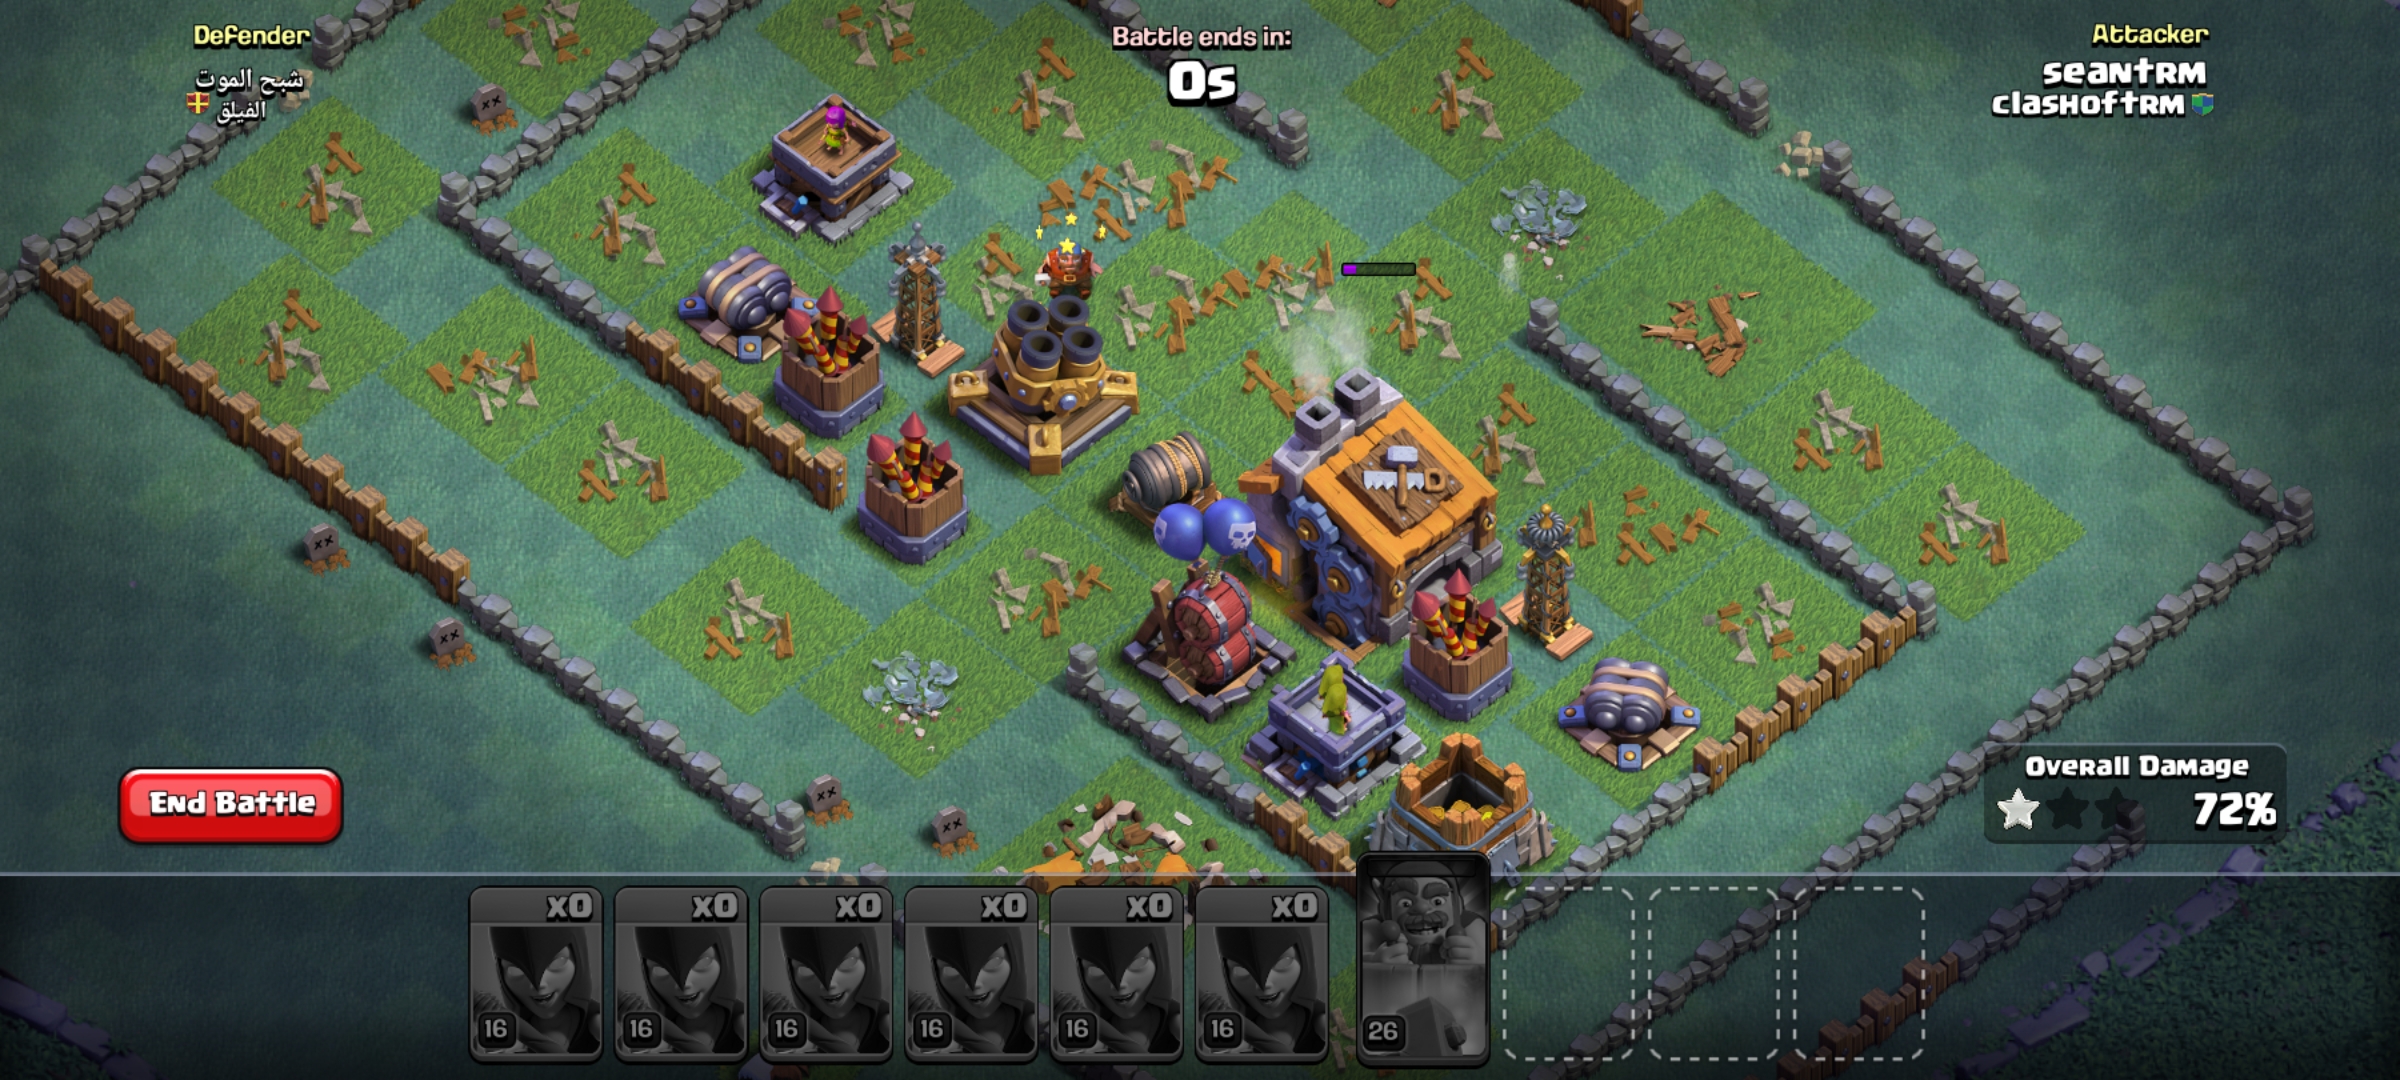 Defender
شبح الموت
الفيلق
Battle ends in:
0s
Attacker
seantRM
clashoftRM
End Battle
Overall Damage
72%
x0 x0 x0 x0 x0 x0
16 16 16 16 16 16 26